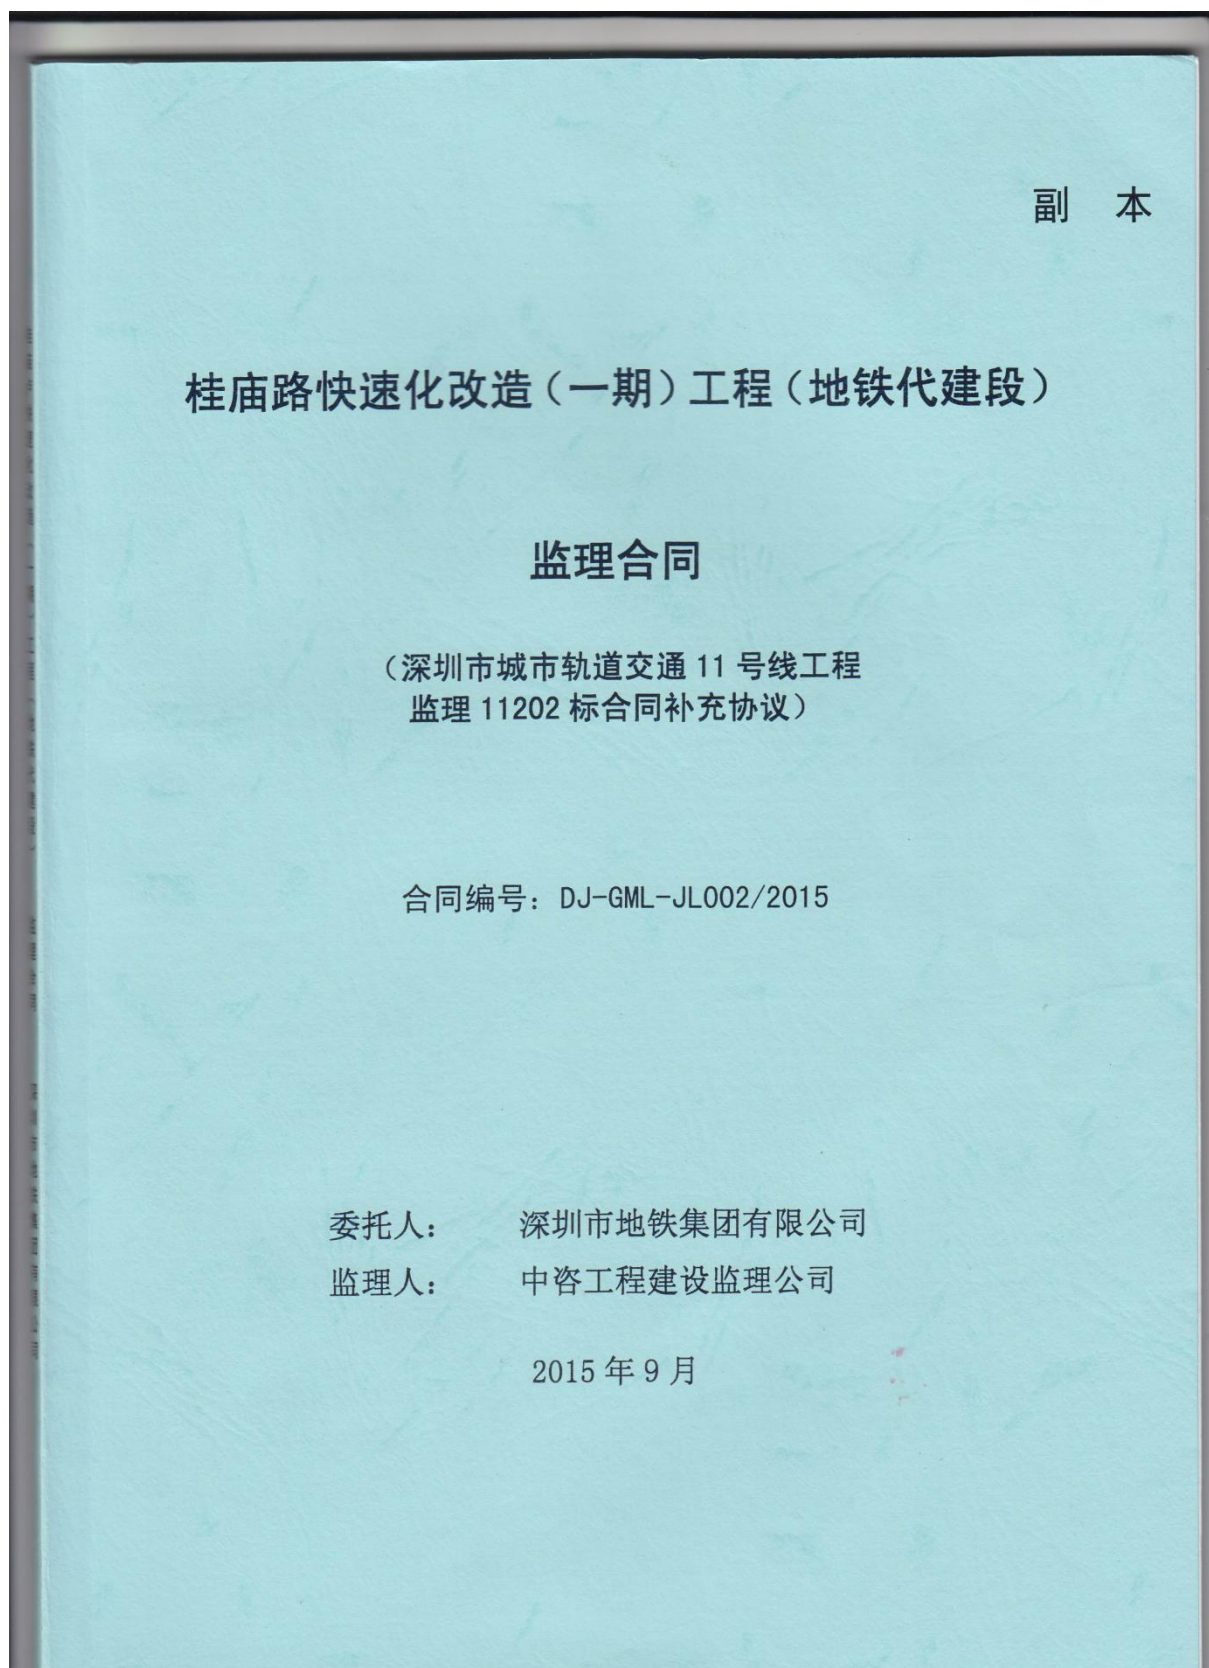 副 本
桂庙路快速化改造（一期）工程（地铁代建段）
监理合同
（深圳市城市轨道交通 11 号线工程
监理 11202 标合同补充协议）
合同编号：DJ-GML-JL002/2015
委托人： 深圳市地铁集团有限公司
监理人： 中咨工程建设监理公司
2015 年 9 月